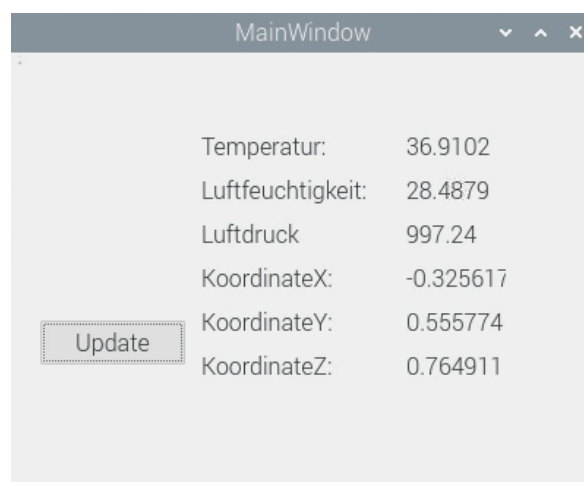 MainWindow
Temperatur: 36.9102
Luftfeuchtigkeit: 28.4879
Luftdruck 997.24
KoordinateX: -0.325617
KoordinateY: 0.555774
Update
KoordinateZ: 0.764911